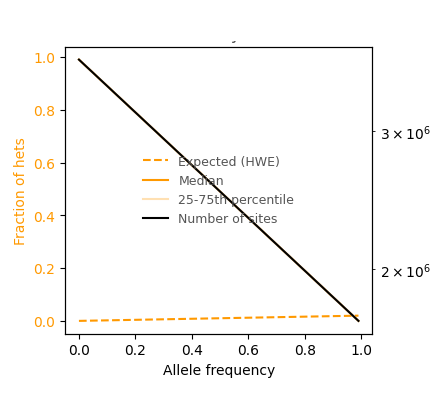 1.0
0.8
0.6
0.4
0.2
0.0
Fraction of hets
Expected (HWE)
Median
25-75th percentile
Number of sites
3 × 10⁶
2 × 10⁶
0.0 0.2 0.4 0.6 0.8 1.0
Allele frequency